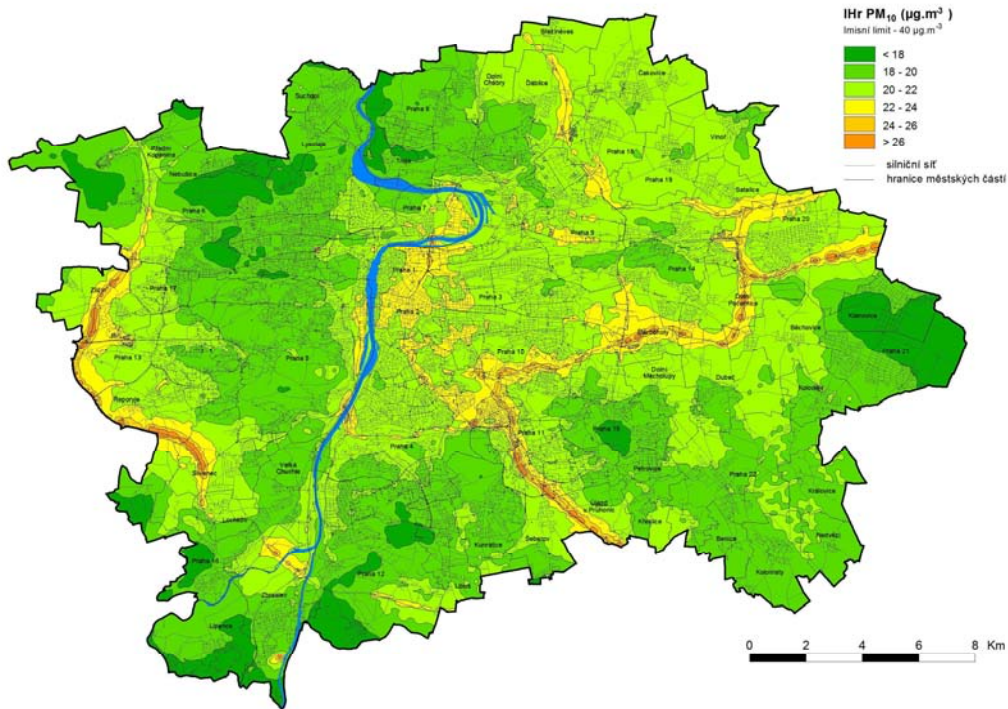 IHr PM₁₀ (µg.m⁻³ )
Imisní limit - 40 µg.m⁻³
< 18
18 - 20
20 - 22
22 - 24
24 - 26
> 26
silniční síť
hranice městských částí
Březiněves
Dolní
Chabry
Ďáblice
Čakovice
Suchdol
Praha 8
Lysolaje
Vinoř
Přední
Kopanina
Nebušice
Troja
Praha 18
Praha 19
Satalice
Praha 6
Praha 7
Praha 20
Praha 9
Praha 1
Praha 14
Zličín
Praha 17
Praha 3
Dolní
Počernice
Praha 2
Klánovice
Štěrboholy
Běchovice
Praha 21
Praha 13
Praha 5
Praha 10
Dolní
Měcholupy
Dubeč
Koloděje
Řeporyje
Praha 11
Praha 4
Slivenec
Velká
Chuchle
Petrovice
Praha 22
Královice
Lochkov
Újezd
u Průhonic
Křeslice
Šeberov
Kunratice
Benice
Nedvězí
Praha 16
Praha 12
Kolovraty
Libuš
Zbraslav
Lipence
0 2 4 6 8 Km